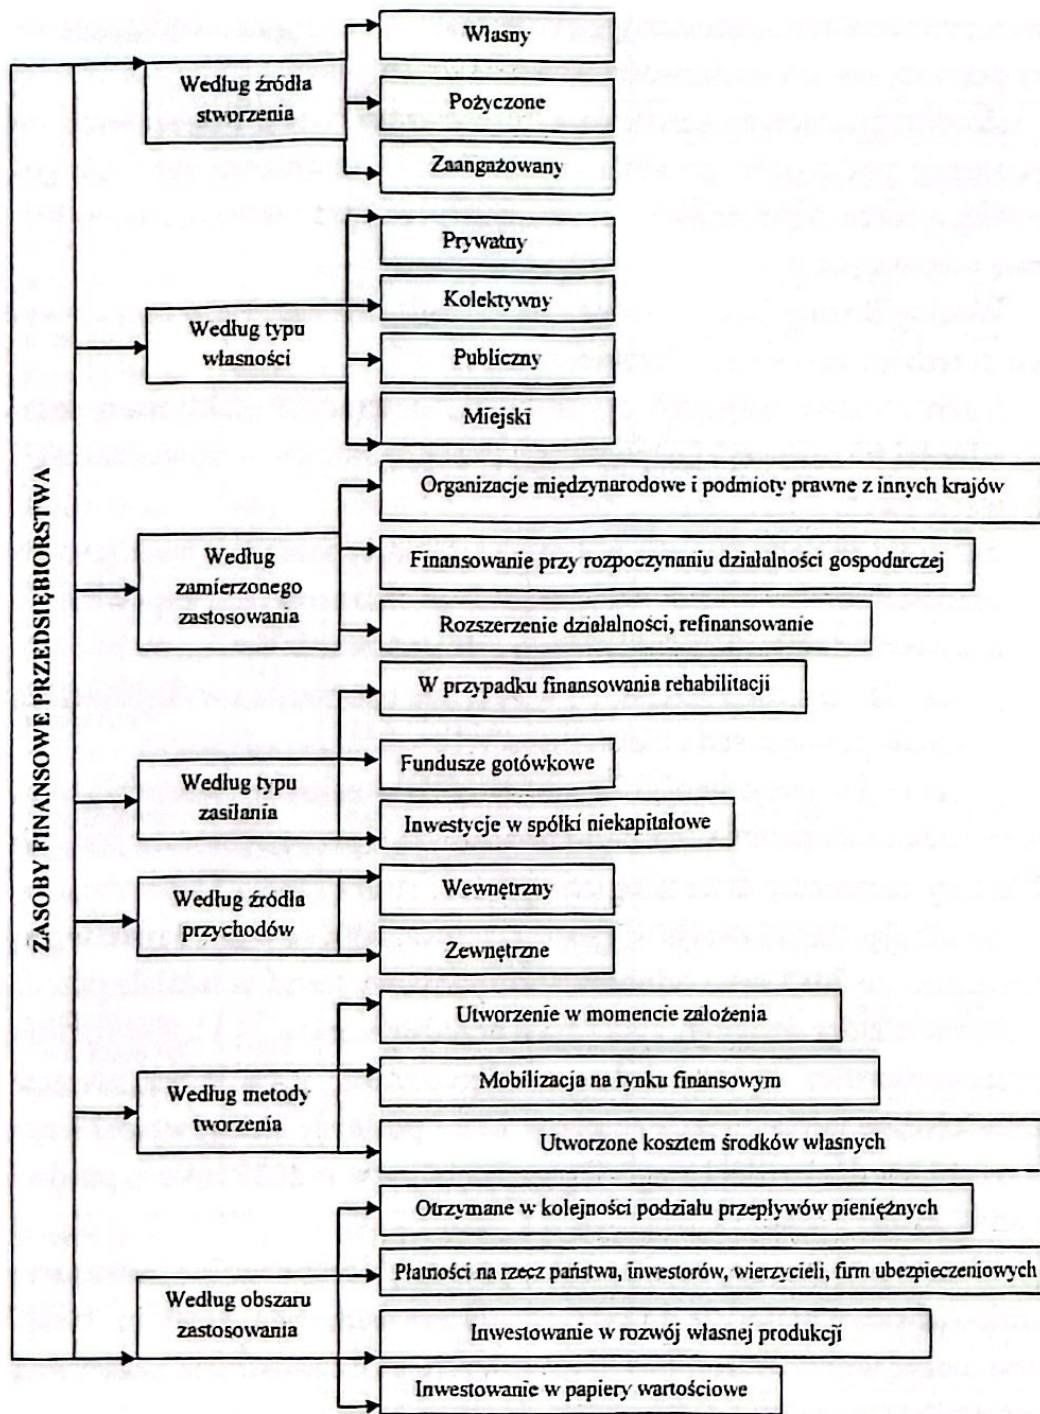 ZASOBY FINANSOWE PRZEDSIĘBIORSTWA
Według źródła
stworzenia
Własny
Pożyczone
Zaangażowany
Według typu
własności
Prywatny
Kolektywny
Publiczny
Miejski
Według
zamierzonego
zastosowania
Organizacje międzynarodowe i podmioty prawne z innych krajów
Finansowanie przy rozpoczynaniu działalności gospodarczej
Rozszerzenie działalności, refinansowanie
Według typu
zasilania
W przypadku finansowania rehabilitacji
Fundusze gotówkowe
Inwestycje w spółki niekapitałowe
Według źródła
przychodów
Wewnętrzny
Zewnętrzne
Według metody
tworzenia
Utworzenie w momencie założenia
Mobilizacja na rynku finansowym
Utworzone kosztem środków własnych
Według obszaru
zastosowania
Otrzymane w kolejności podziału przepływów pieniężnych
Płatności na rzecz państwa, inwestorów, wierzycieli, firm ubezpieczeniowych
Inwestowanie w rozwój własnej produkcji
Inwestowanie w papiery wartościowe